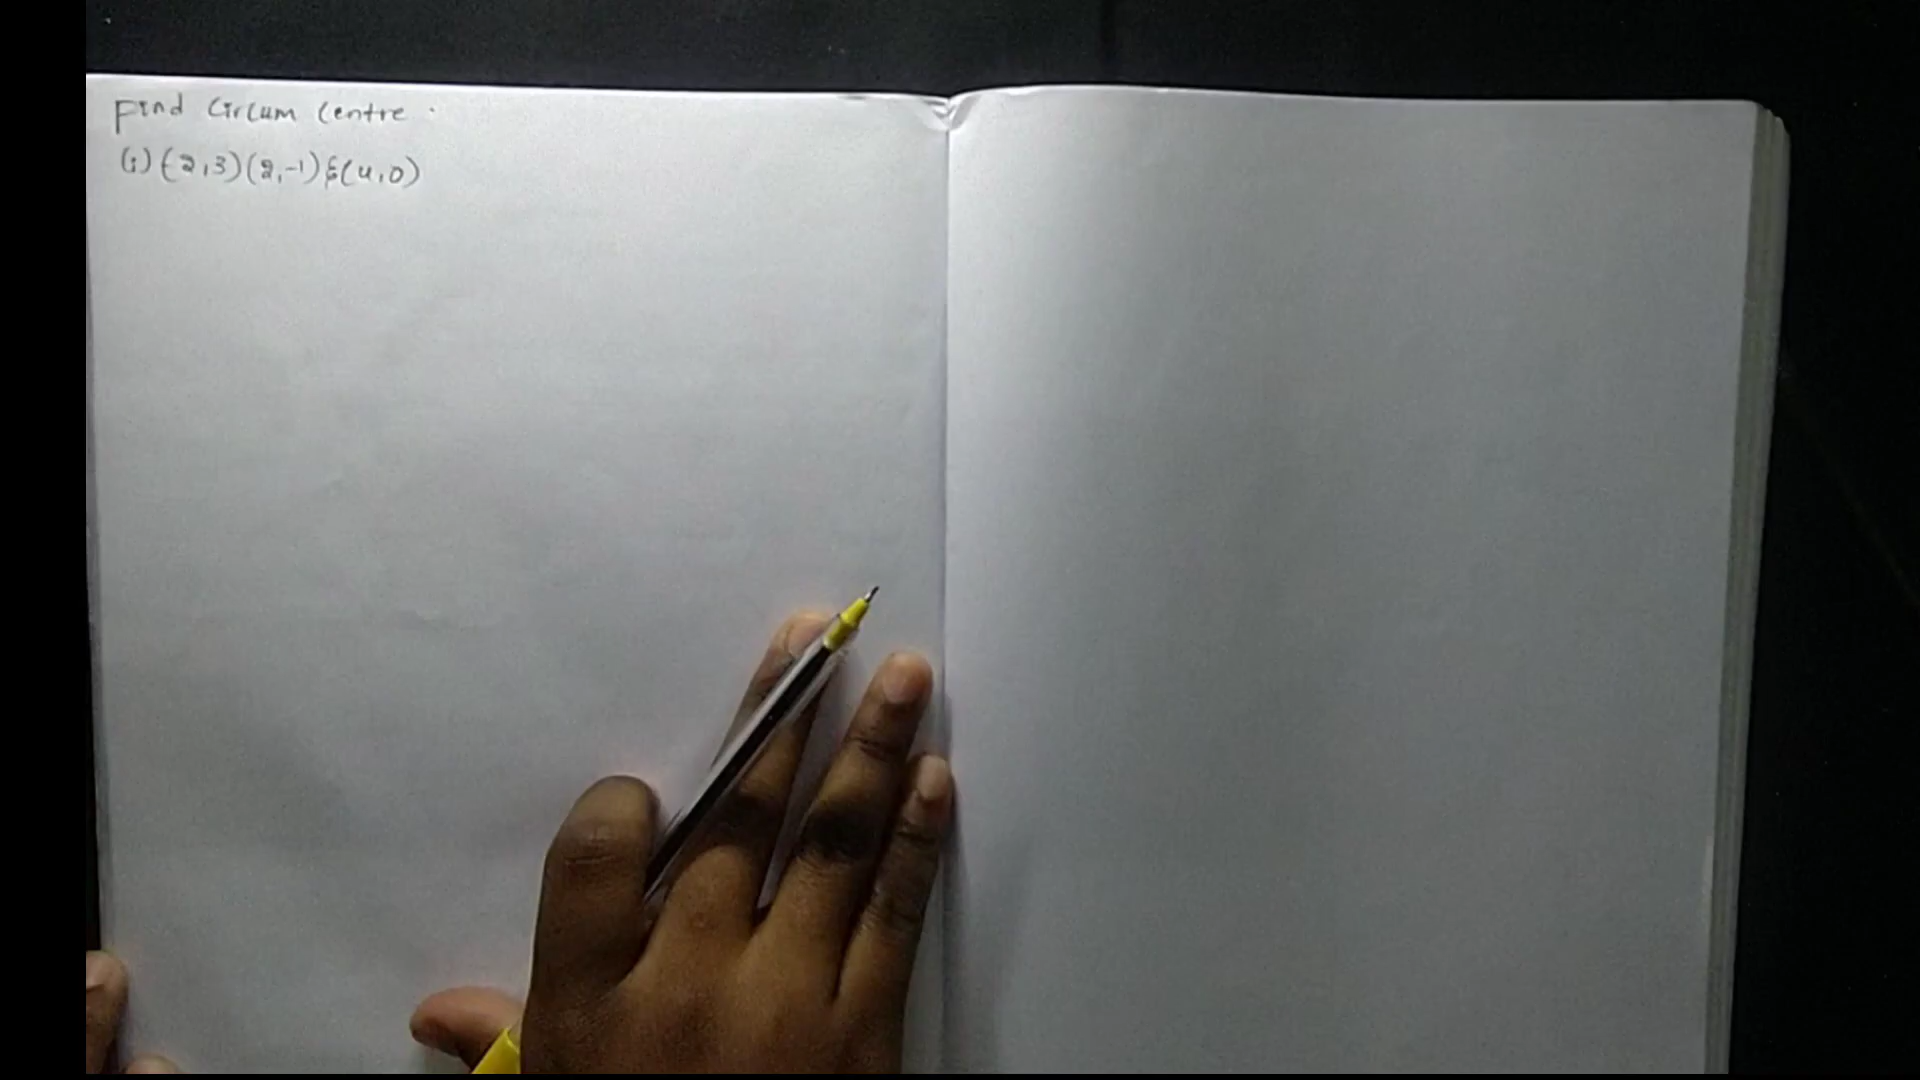 Find Circum Centre.
(i) (-2,3) (2,-1) & (4,0)